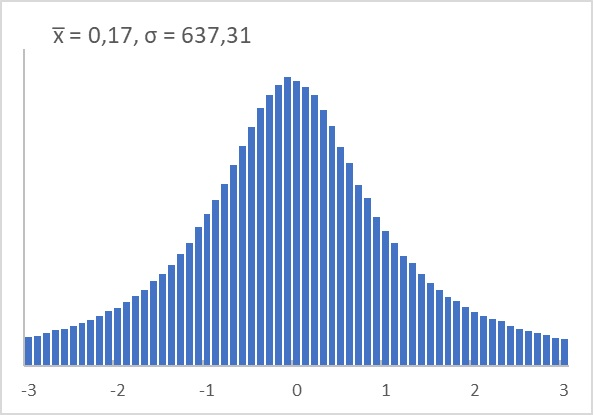 x̅ = 0,17, σ = 637,31
-3 -2 -1 0 1 2 3